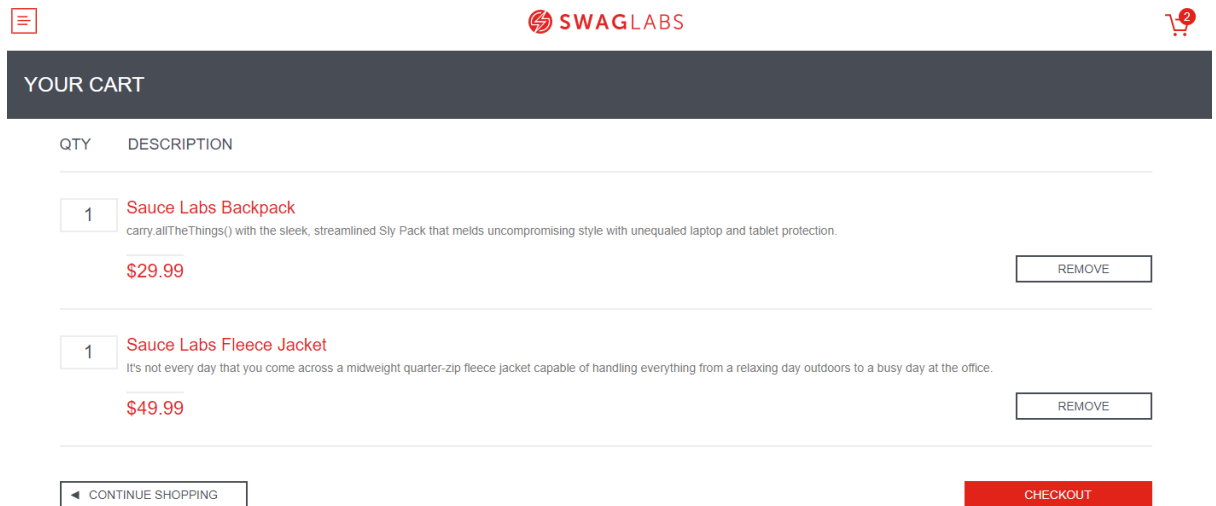 SWAGLABS
2
YOUR CART
QTY DESCRIPTION
1 Sauce Labs Backpack
carry.allTheThings() with the sleek, streamlined Sly Pack that melds uncompromising style with unequaled laptop and tablet protection.
$29.99 REMOVE
1 Sauce Labs Fleece Jacket
It's not every day that you come across a midweight quarter-zip fleece jacket capable of handling everything from a relaxing day outdoors to a busy day at the office.
$49.99 REMOVE
CONTINUE SHOPPING CHECKOUT